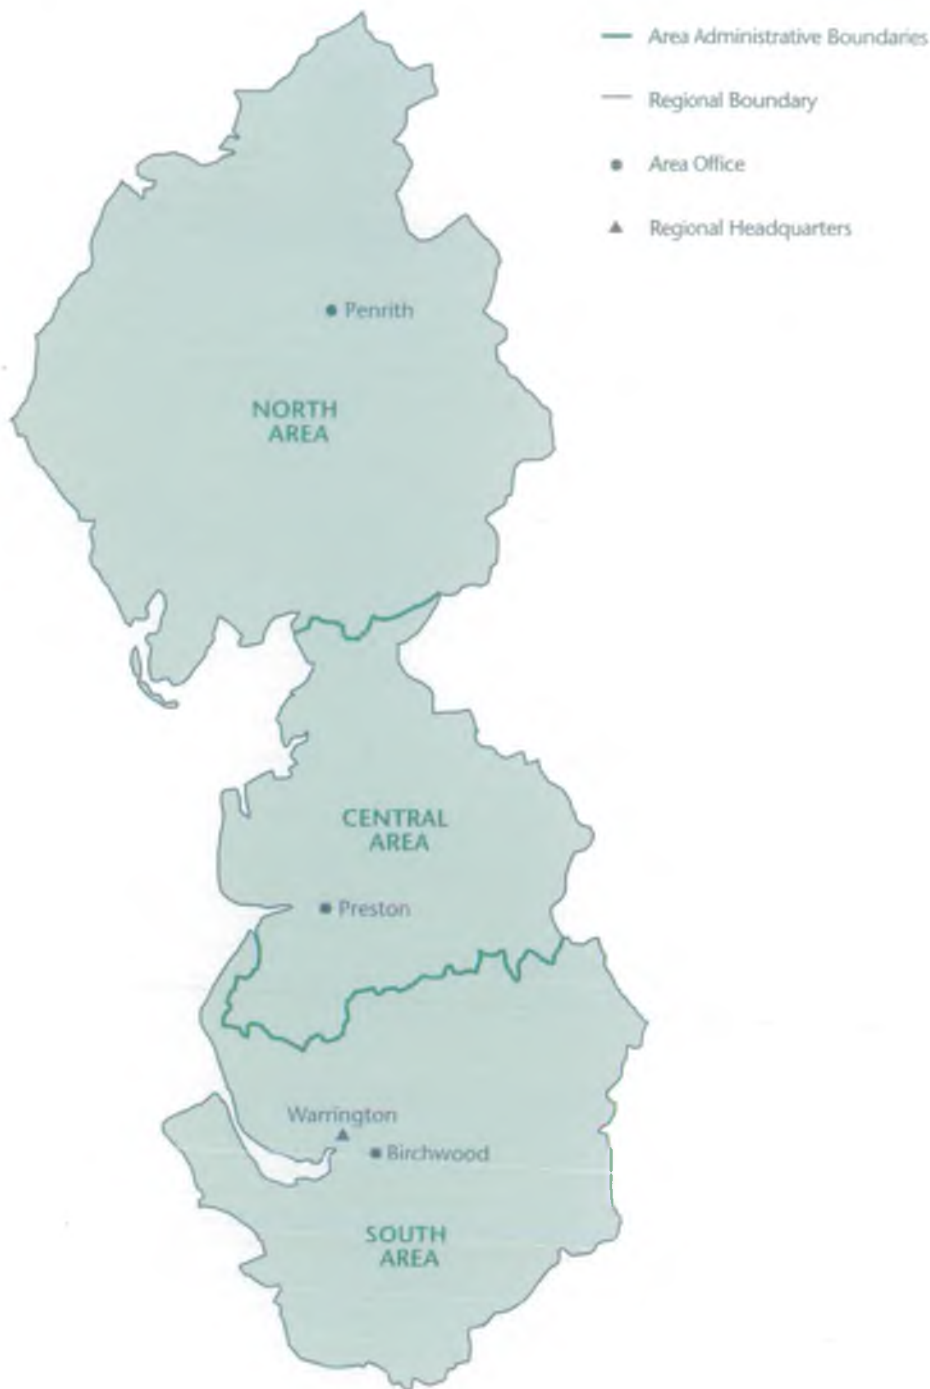 Area Administrative Boundaries
Regional Boundary
Area Office
Regional Headquarters
Penrith
NORTH
AREA
CENTRAL
AREA
Preston
Warrington
Birchwood
SOUTH
AREA